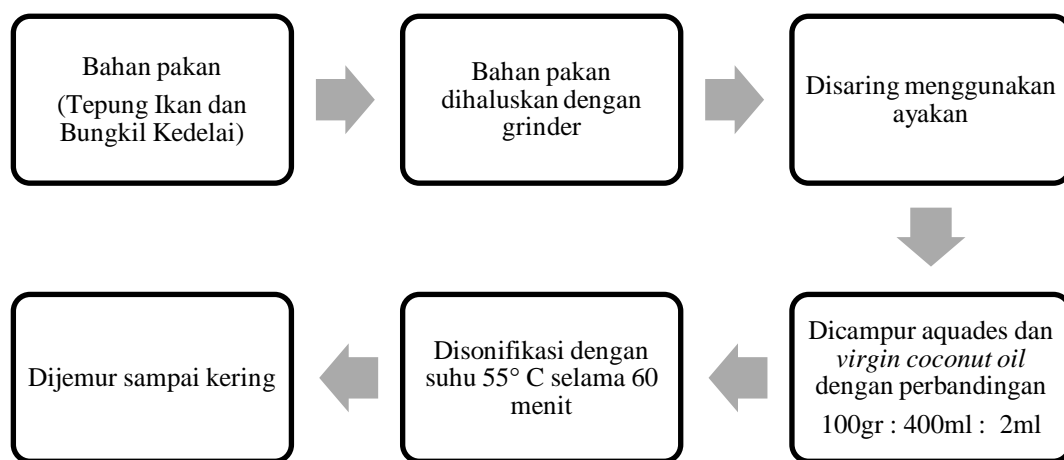 Bahan pakan
(Tepung Ikan dan
Bungkil Kedelai)
Bahan pakan
dihaluskan dengan
grinder
Disaring menggunakan
ayakan
Dicampur aquades dan
virgin coconut oil
dengan perbandingan
100gr : 400ml : 2ml
Disonifikasi dengan
suhu 55° C selama 60
menit
Dijemur sampai kering